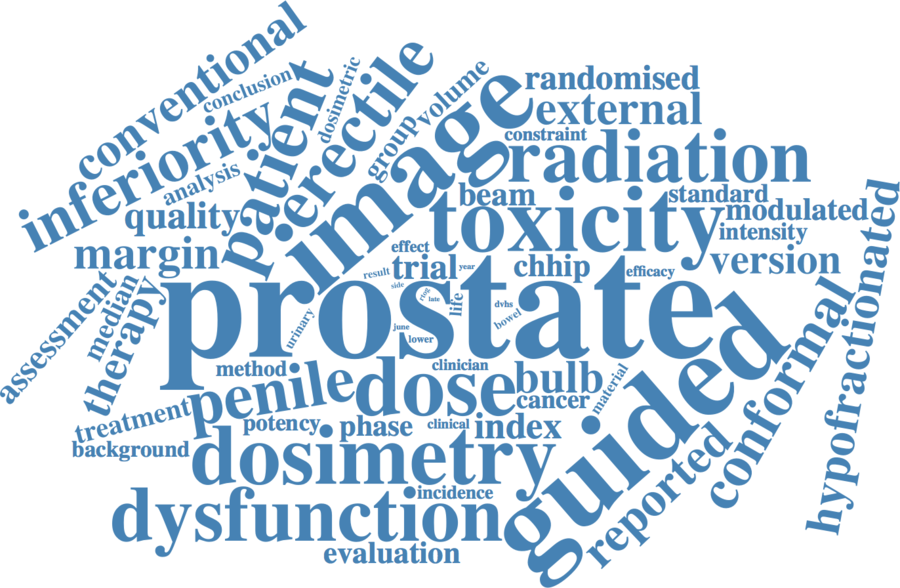 conventional
conclusion
inferiority
analysis
patient
dosimetric
erectile
group
volume
image
randomised
external
constraint
radiation
quality
beam
standard
toxicity
modulated
intensity
margin
effect
trial
year
chhip
efficacy
version
hypofractionated
result
side
ctoge
late
life
dvhs
bowel
urinary
june
lower
prostate
assessment
median
therapy
method
clinician
penile
dose
bulb
cancer
material
guided
conformal
treatment
potency
phase
clinical
index
background
dosimetry
reported
incidence
dysfunction
evaluation